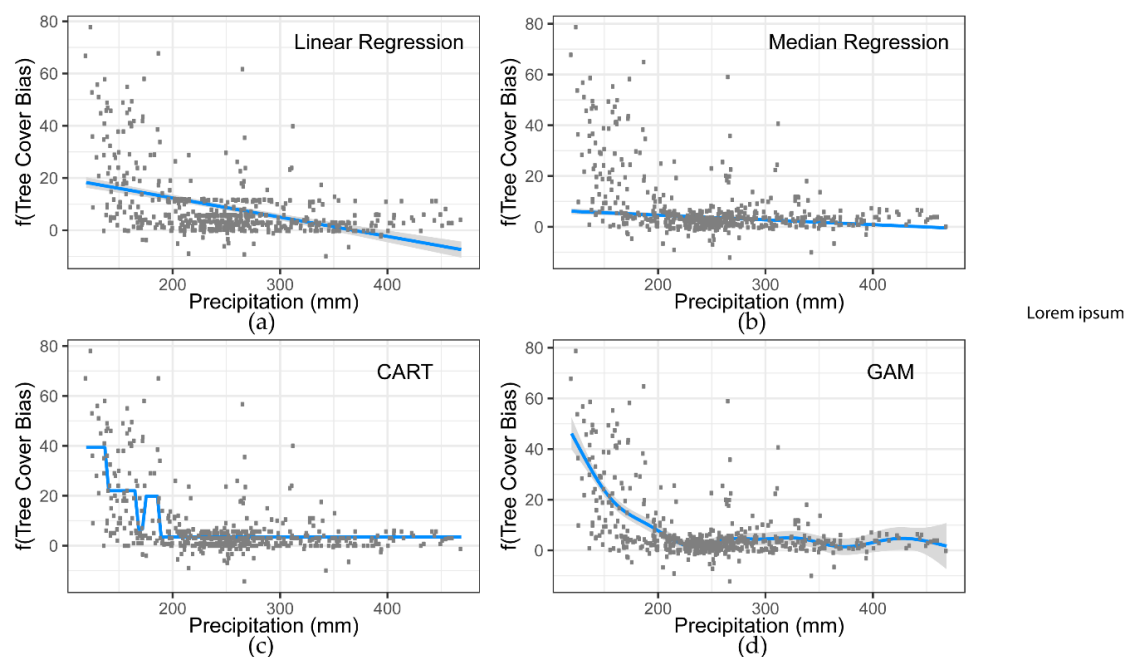 Linear Regression
f(Tree Cover Bias)
80
60
40
20
0
200 300 400
Precipitation (mm)
(a)
Median Regression
f(Tree Cover Bias)
80
60
40
20
0
200 300 400
Precipitation (mm)
(b)
Lorem ipsum
CART
f(Tree Cover Bias)
80
60
40
20
0
200 300 400
Precipitation (mm)
(c)
GAM
f(Tree Cover Bias)
80
60
40
20
0
200 300 400
Precipitation (mm)
(d)